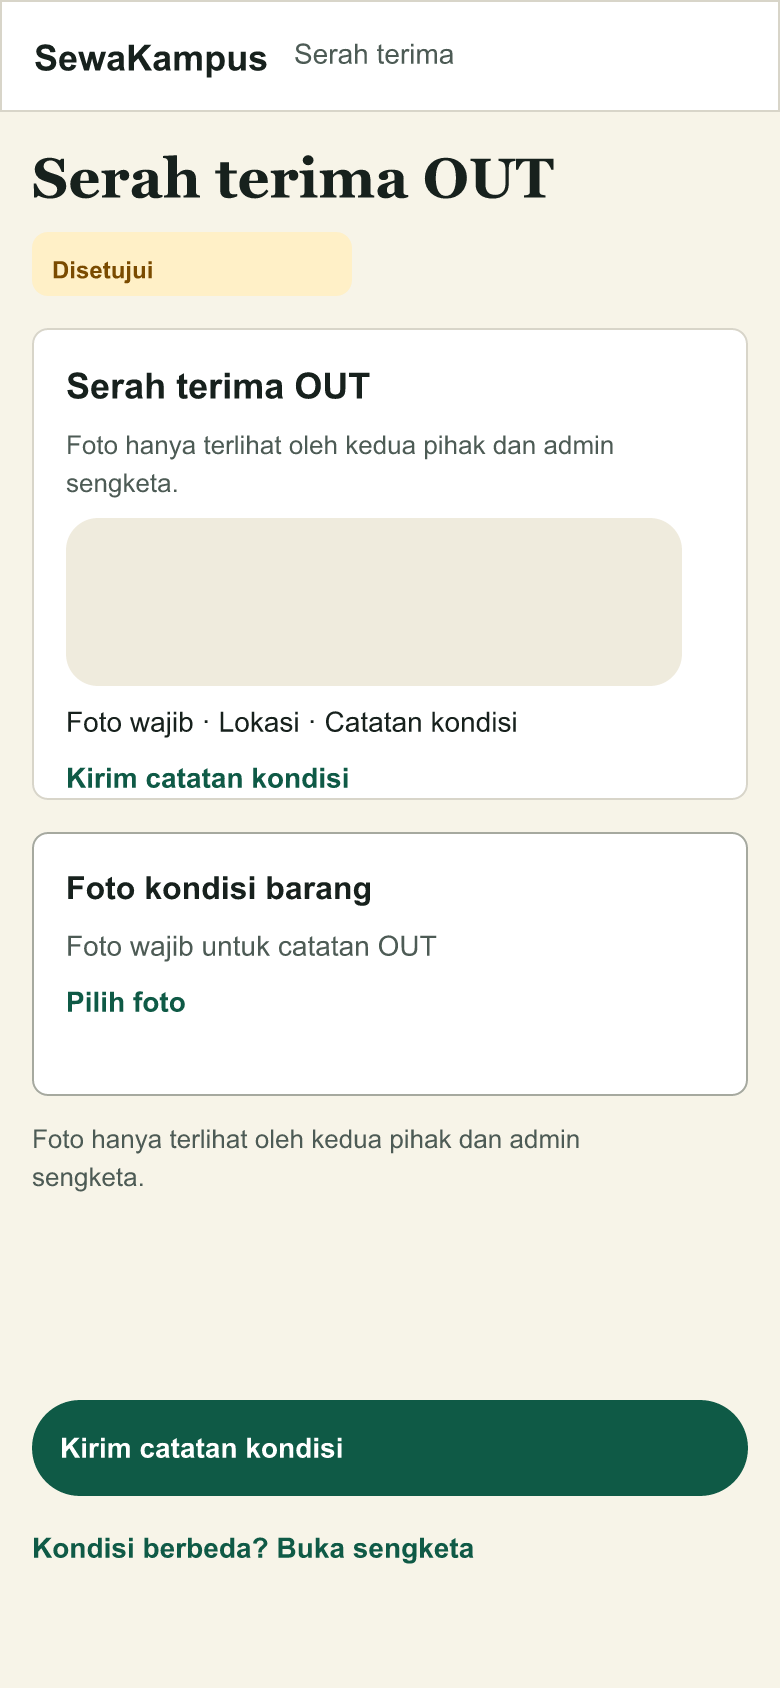 SewaKampus Serah terima
Serah terima OUT
Disetujui
Serah terima OUT
Foto hanya terlihat oleh kedua pihak dan admin
sengketa.
Foto wajib · Lokasi · Catatan kondisi
Kirim catatan kondisi
Foto kondisi barang
Foto wajib untuk catatan OUT
Pilih foto
Foto hanya terlihat oleh kedua pihak dan admin
sengketa.
Kirim catatan kondisi
Kondisi berbeda? Buka sengketa